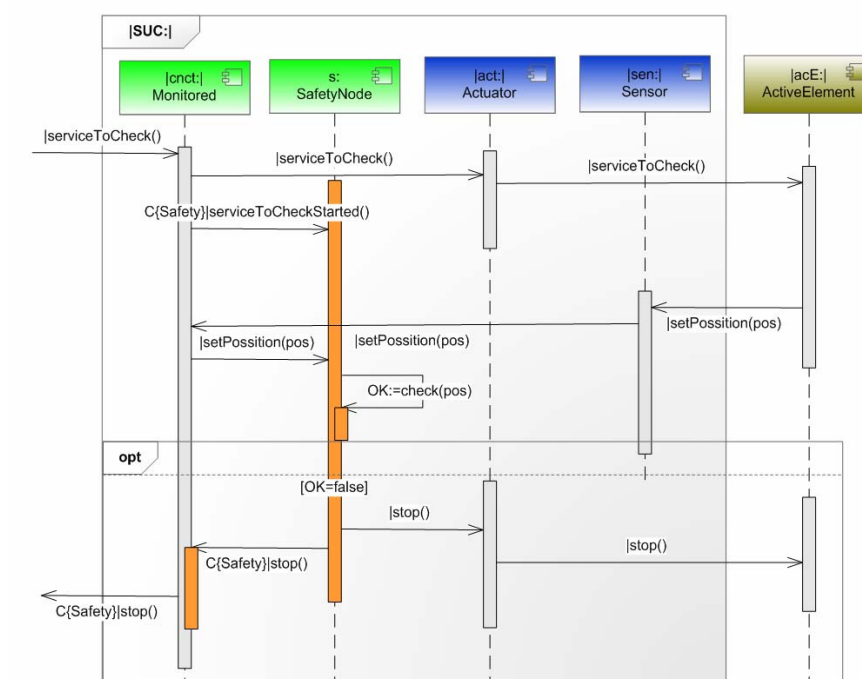 |SUC:|
|cnct:|
Monitored
s:
SafetyNode
|act:|
Actuator
|sen:|
Sensor
|acE:|
ActiveElement
|serviceToCheck()
|serviceToCheck()
|serviceToCheck()
C{Safety}|serviceToCheckStarted()
|setPossition(pos)
|setPossition(pos)
|setPossition(pos)
OK:=check(pos)
opt
[OK=false]
|stop()
|stop()
C{Safety}|stop()
C{Safety}|stop()